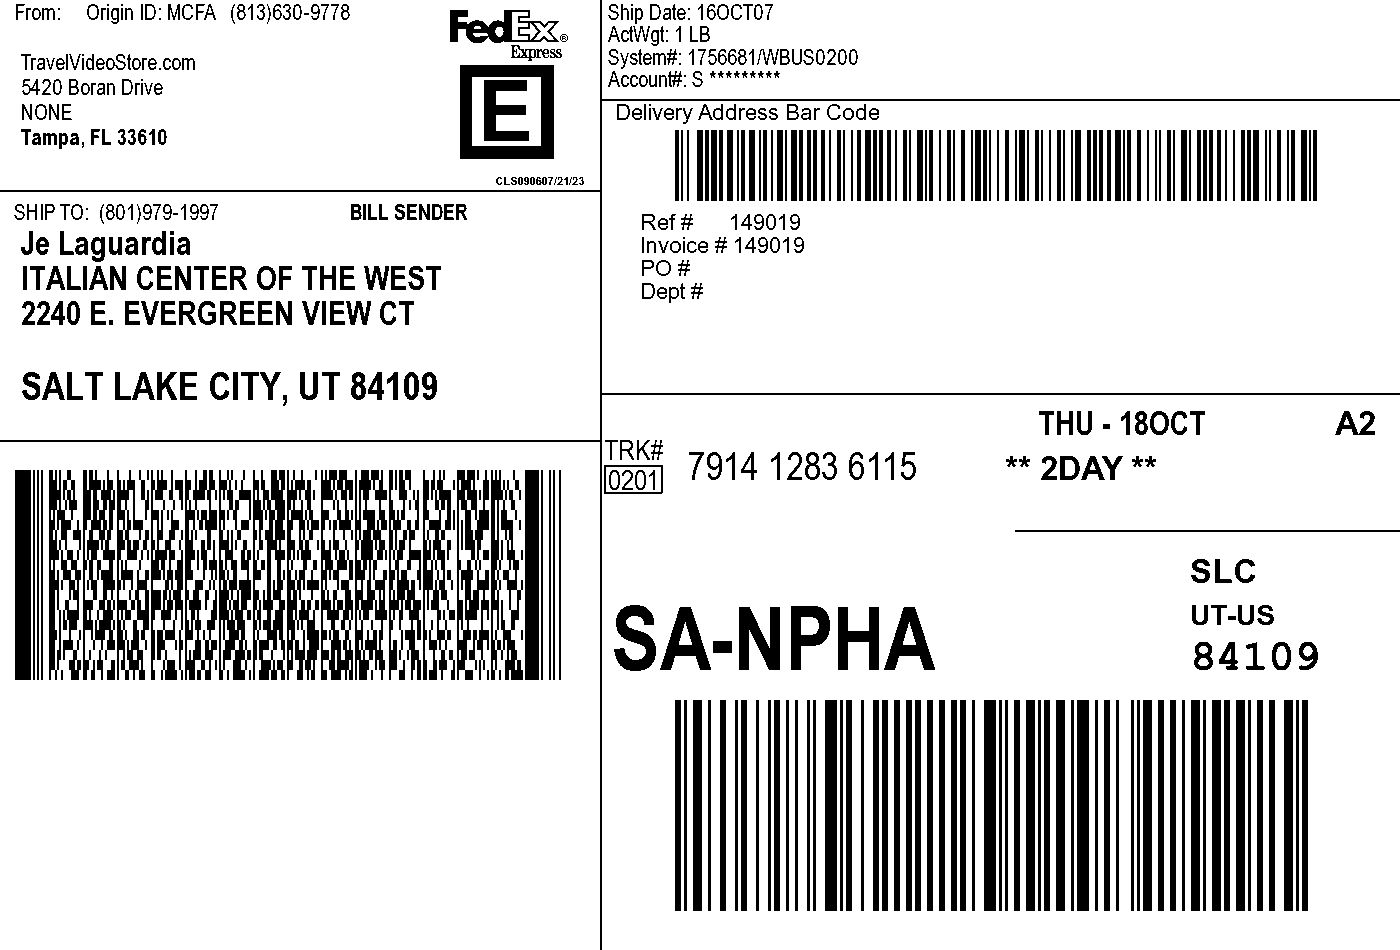 From: Origin ID: MCFA (813)630-9778
TravelVideoStore.com
5420 Boran Drive
NONE
Tampa, FL 33610
FedEx®
Express
E
CLS090607/21/23
Ship Date: 16OCT07
ActWgt: 1 LB
System#: 1756681/WBUS0200
Account#: S *********
Delivery Address Bar Code
SHIP TO: (801)979-1997 BILL SENDER
Je Laguardia
ITALIAN CENTER OF THE WEST
2240 E. EVERGREEN VIEW CT
SALT LAKE CITY, UT 84109
Ref # 149019
Invoice # 149019
PO #
Dept #
THU - 18OCT A2
TRK# 7914 1283 6115 ** 2DAY **
0201
SLC
UT-US
SA-NPHA 84109